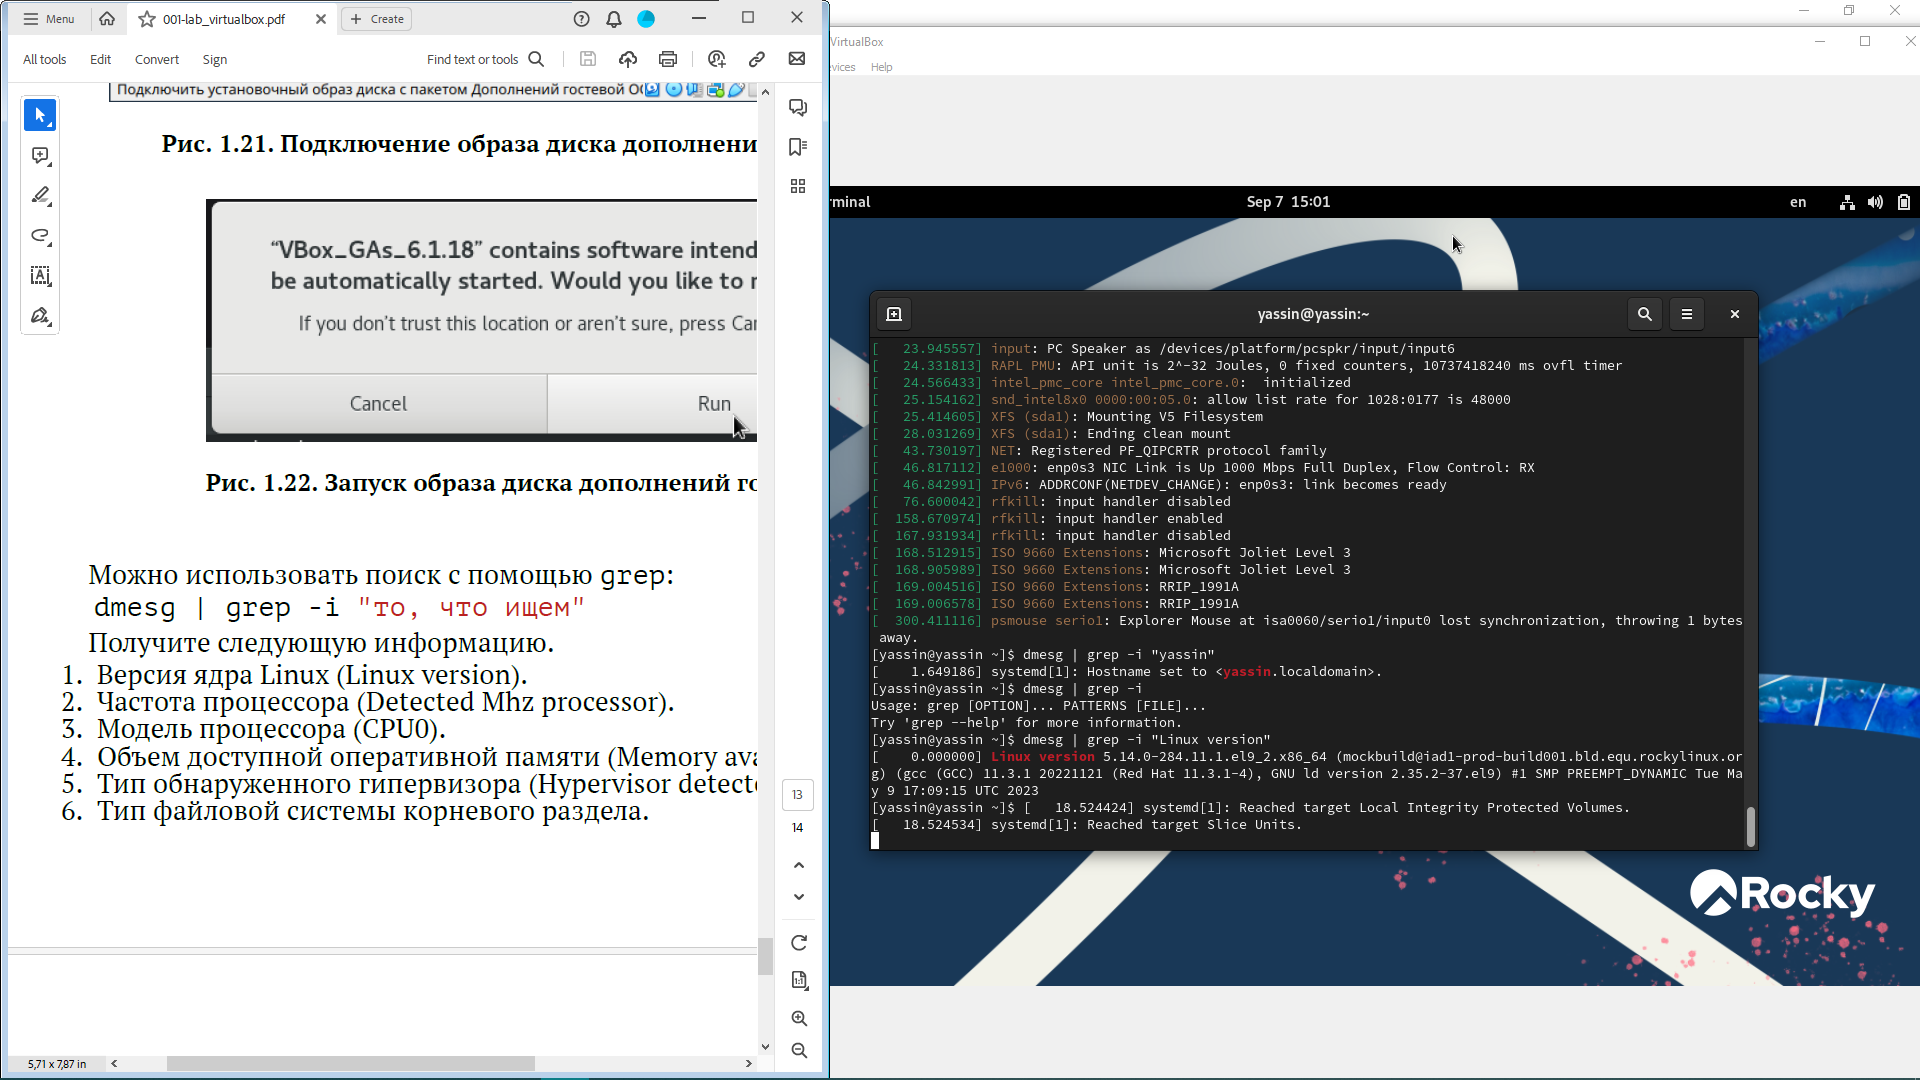 Menu
001-lab_virtualbox.pdf
Create
All tools
Edit
Convert
Sign
Find text or tools
Подключить установочный образ диска с пакетом Дополнений гостевой ОС
Рис. 1.21. Подключение образа диска дополнени
“VBox_GAs_6.1.18” contains software intend
be automatically started. Would you like to r
If you don’t trust this location or aren’t sure, press Can
Cancel
Run
Рис. 1.22. Запуск образа диска дополнений го
Можно использовать поиск с помощью grep:
dmesg | grep -i "то, что ищем"
Получите следующую информацию.
1. Версия ядра Linux (Linux version).
2. Частота процессора (Detected Mhz processor).
3. Модель процессора (CPU0).
4. Объем доступной оперативной памяти (Memory ava
5. Тип обнаруженного гипервизора (Hypervisor detecte
6. Тип файловой системы корневого раздела.
13
14
5,71 x 7,87 in
VirtualBox
evices
Help
rminal
Sep 7 15:01
en
yassin@yassin:~
[   23.945557] input: PC Speaker as /devices/platform/pcspkr/input/input6
[   24.331813] RAPL PMU: API unit is 2^-32 Joules, 0 fixed counters, 10737418240 ms ovfl timer
[   24.566433] intel_pmc_core intel_pmc_core.0:  initialized
[   25.154162] snd_intel8x0 0000:00:05.0: allow list rate for 1028:0177 is 48000
[   25.414605] XFS (sda1): Mounting V5 Filesystem
[   28.031269] XFS (sda1): Ending clean mount
[   43.730197] NET: Registered PF_QIPCRTR protocol family
[   46.817112] e1000: enp0s3 NIC Link is Up 1000 Mbps Full Duplex, Flow Control: RX
[   46.842991] IPv6: ADDRCONF(NETDEV_CHANGE): enp0s3: link becomes ready
[   76.600042] rfkill: input handler disabled
[  158.670974] rfkill: input handler enabled
[  167.931934] rfkill: input handler disabled
[  168.512915] ISO 9660 Extensions: Microsoft Joliet Level 3
[  168.905989] ISO 9660 Extensions: Microsoft Joliet Level 3
[  169.004516] ISO 9660 Extensions: RRIP_1991A
[  169.006578] ISO 9660 Extensions: RRIP_1991A
[  300.411116] psmouse serio1: Explorer Mouse at isa0060/serio1/input0 lost synchronization, throwing 1 bytes
away.
[yassin@yassin ~]$ dmesg | grep -i "yassin"
[    1.649186] systemd[1]: Hostname set to <yassin.localdomain>.
[yassin@yassin ~]$ dmesg | grep -i
Usage: grep [OPTION]... PATTERNS [FILE]...
Try 'grep --help' for more information.
[yassin@yassin ~]$ dmesg | grep -i "Linux version"
[    0.000000] Linux version 5.14.0-284.11.1.el9_2.x86_64 (mockbuild@iad1-prod-build001.bld.equ.rockylinux.or
g) (gcc (GCC) 11.3.1 20221121 (Red Hat 11.3.1-4), GNU ld version 2.35.2-37.el9) #1 SMP PREEMPT_DYNAMIC Tue Ma
y 9 17:09:15 UTC 2023
[yassin@yassin ~]$ [   18.524424] systemd[1]: Reached target Local Integrity Protected Volumes.
[   18.524534] systemd[1]: Reached target Slice Units.
Rocky